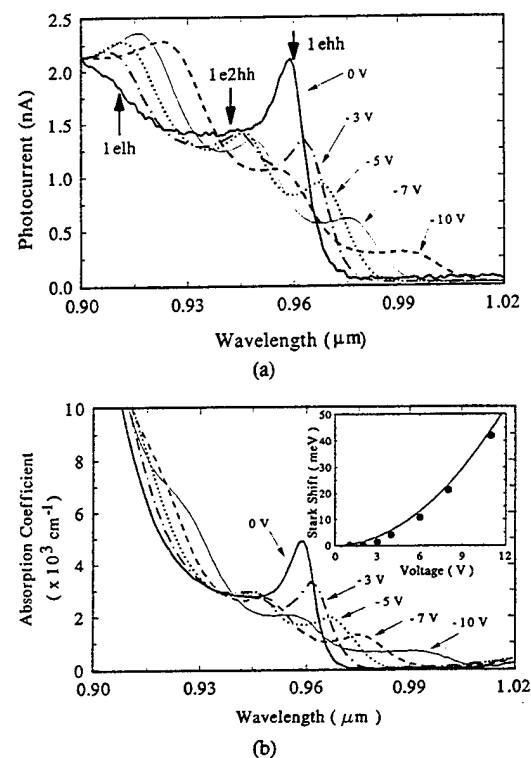 2.5
2.0
1.5
1.0
0.5
0.0
Photocurrent (nA)
1elh
1e2hh
1ehh
0 V
-3 V
-5 V
-7 V
-10 V
0.90 0.93 0.96 0.99 1.02
Wavelength (μm)
(a)
10
8
6
4
2
0
Absorption Coefficient
( x 10³ cm⁻¹ )
0 V
-3 V
-5 V
-7 V
-10 V
50
40
30
20
10
0
Stark Shift ( meV )
0 3 6 9 12
Voltage ( V )
0.90 0.93 0.96 0.99 1.02
Wavelength ( μm )
(b)